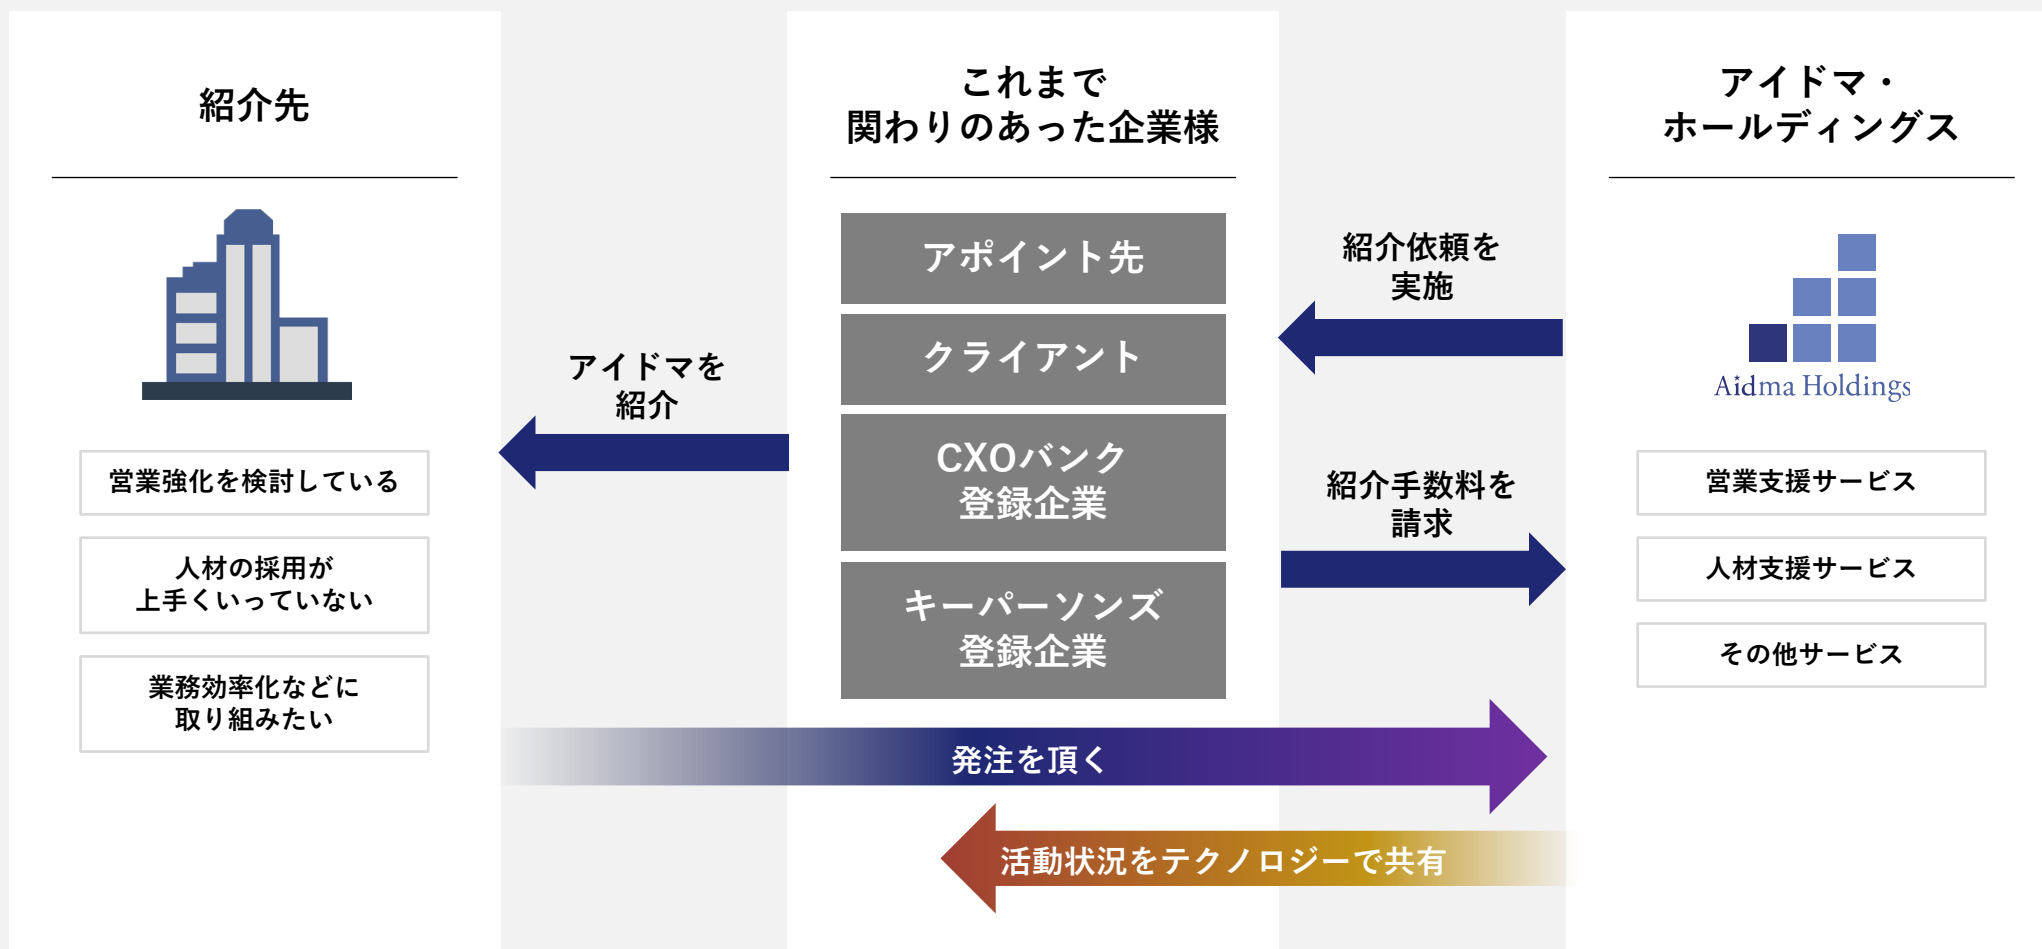 紹介先
営業強化を検討している
人材の採用が
上手くいっていない
業務効率化などに
取り組みたい
アイドマを
紹介
これまで
関わりのあった企業様
アポイント先
クライアント
CXOバンク
登録企業
キーパーソンズ
登録企業
紹介依頼を
実施
紹介手数料を
請求
アイドマ・
ホールディングス
Aidma Holdings
営業支援サービス
人材支援サービス
その他サービス
発注を頂く
活動状況をテクノロジーで共有